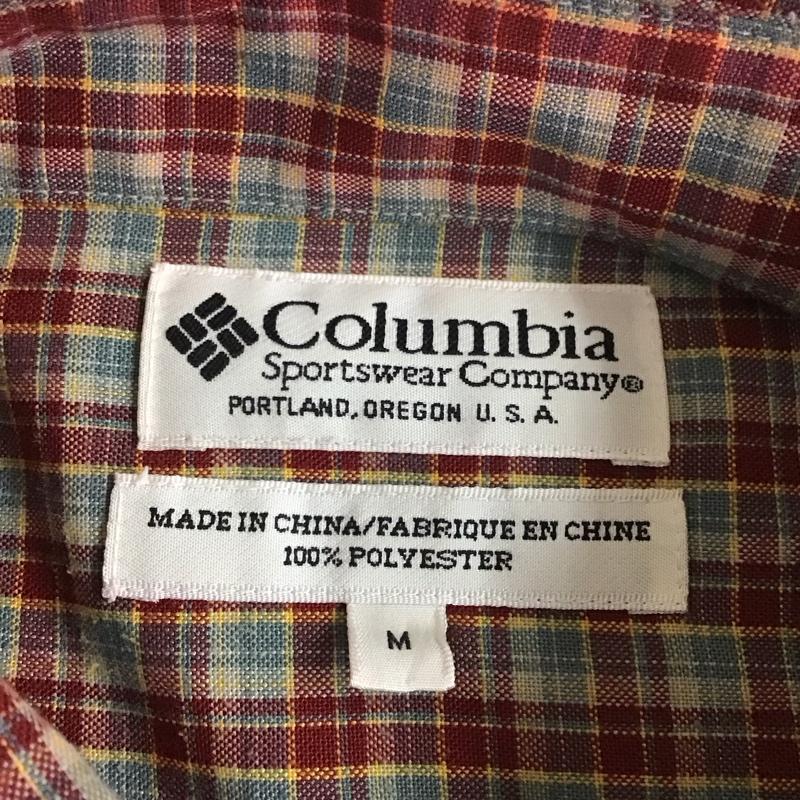 Columbia
Sportswear Company®
PORTLAND, OREGON U.S.A.
MADE IN CHINA/FABRIQUE EN CHINE
100% POLYESTER
M